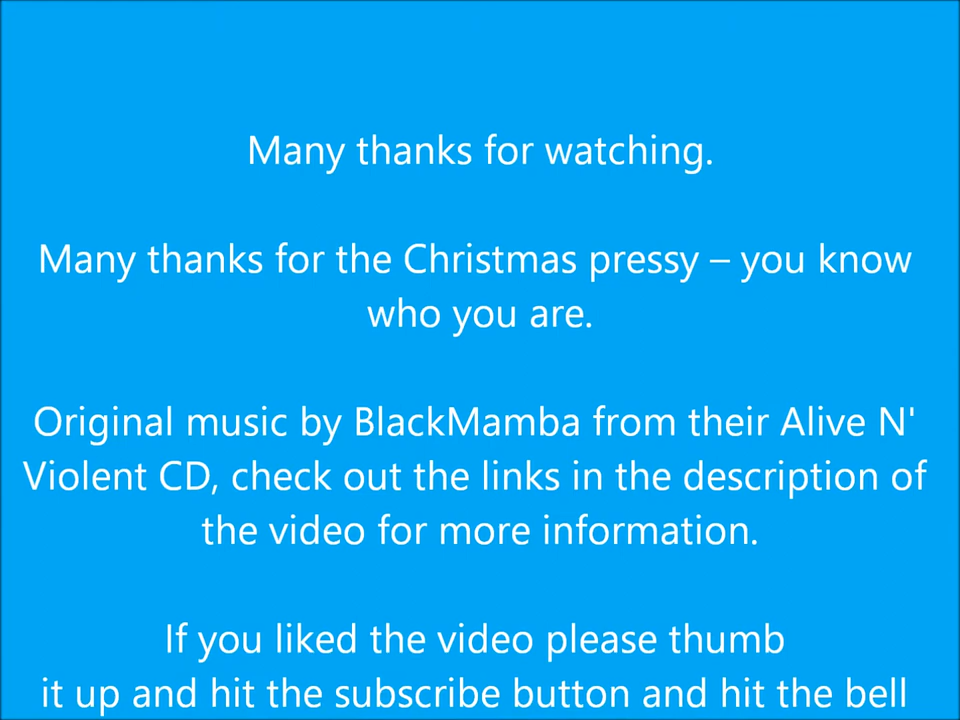 Many thanks for watching.
Many thanks for the Christmas pressy – you know
who you are.
Original music by BlackMamba from their Alive N'
Violent CD, check out the links in the description of
the video for more information.
If you liked the video please thumb
it up and hit the subscribe button and hit the bell